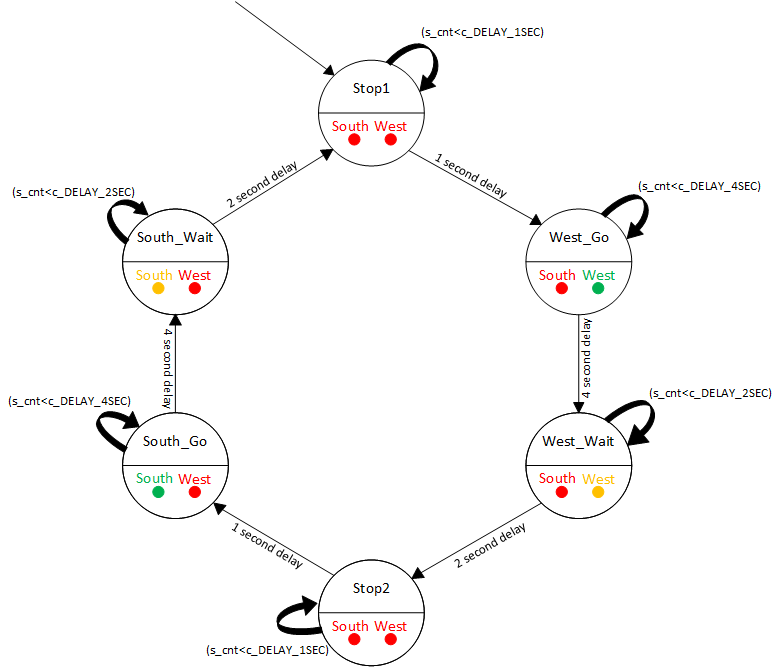 (s_cnt<c_DELAY_1SEC)
Stop1
South West
2 second delay
1 second delay
(s_cnt<c_DELAY_2SEC)
(s_cnt<c_DELAY_4SEC)
South_Wait
West_Go
South West
South West
4 second delay
4 second delay
(s_cnt<c_DELAY_4SEC)
(s_cnt<c_DELAY_2SEC)
South_Go
West_Wait
South West
South West
1 second delay
2 second delay
Stop2
South West
(s_cnt<c_DELAY_1SEC)